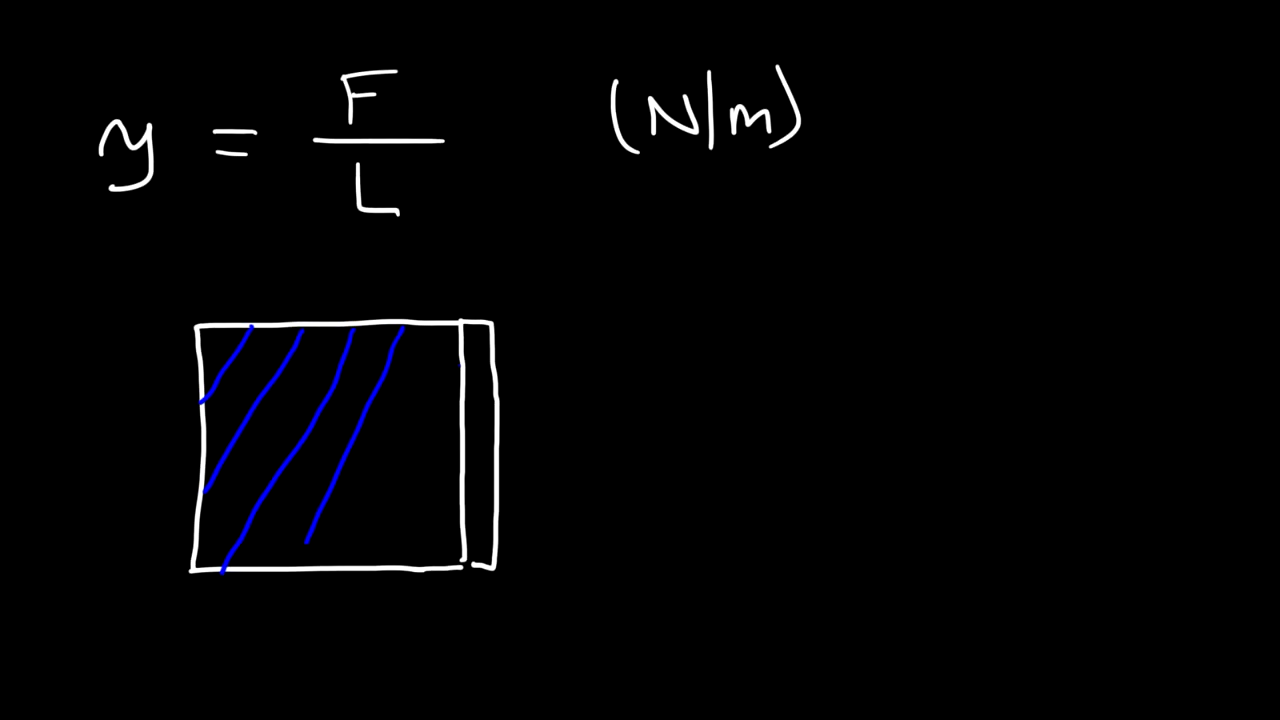 γ = F/L (N/m)